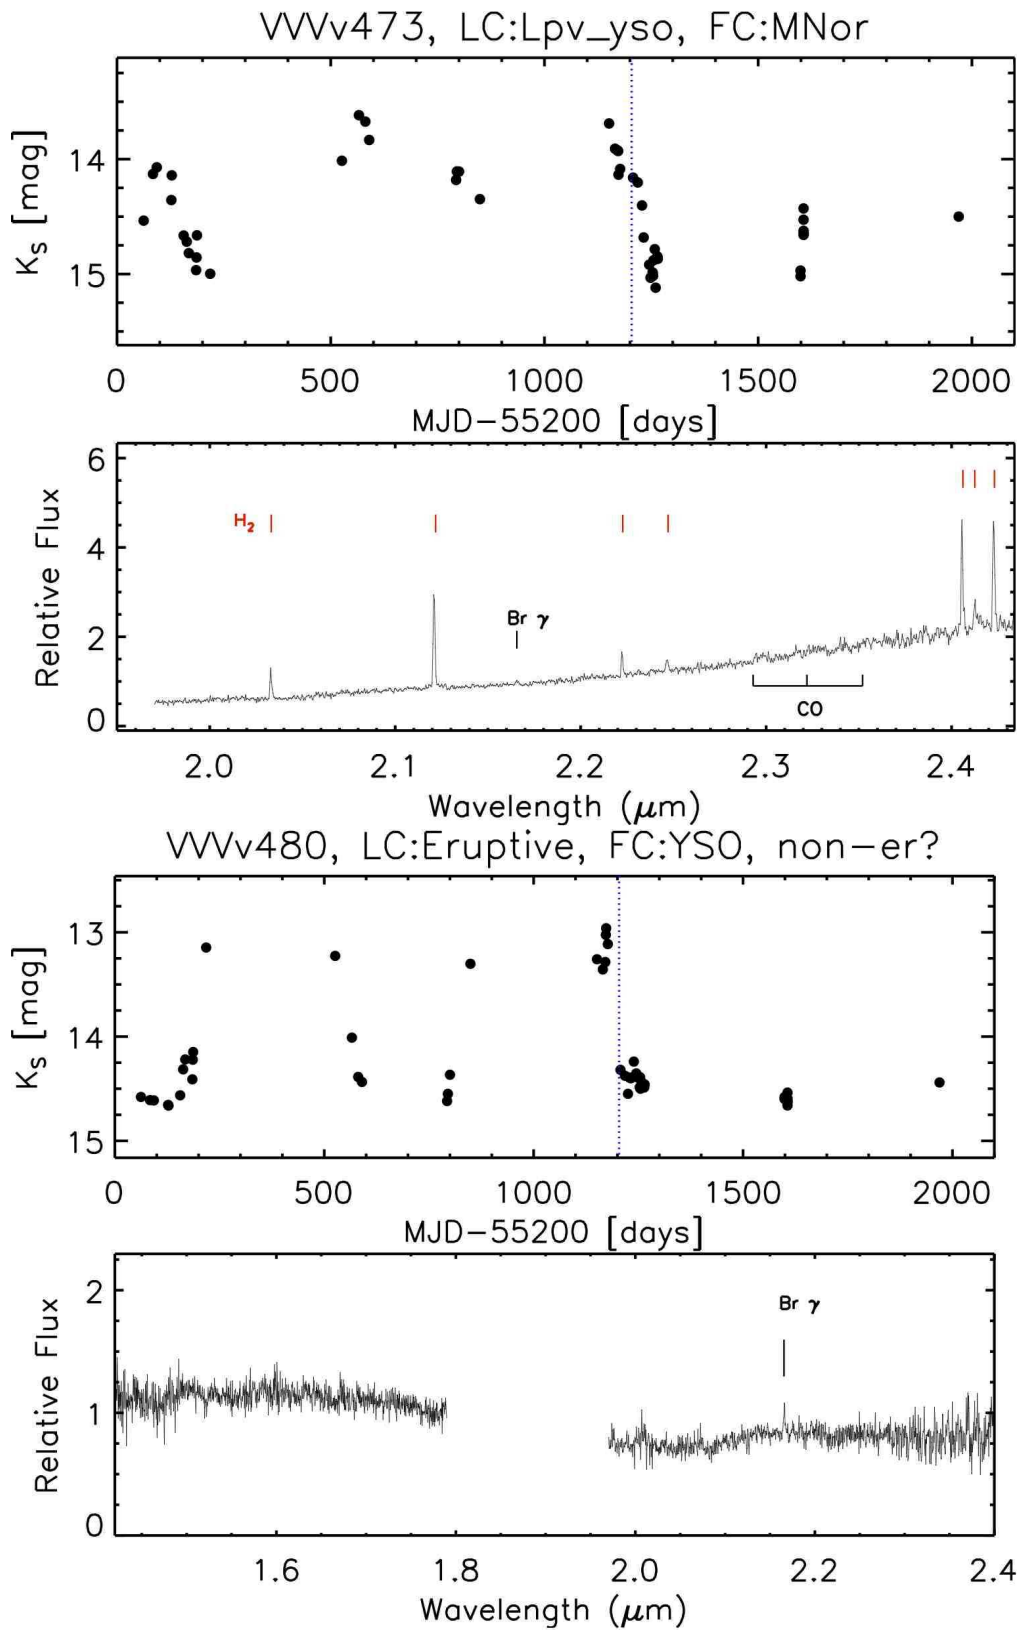 VVVv473, LC:Lpv_yso, FC:MNor
K_S [mag]
14
15
0 500 1000 1500 2000
MJD-55200 [days]
Relative Flux
6
4
2
0
H_2
Br γ
CO
2.0 2.1 2.2 2.3 2.4
Wavelength (μm)
VVVv480, LC:Eruptive, FC:YSO, non-er?
K_S [mag]
13
14
15
0 500 1000 1500 2000
MJD-55200 [days]
Relative Flux
2
1
0
Br γ
1.6 1.8 2.0 2.2 2.4
Wavelength (μm)